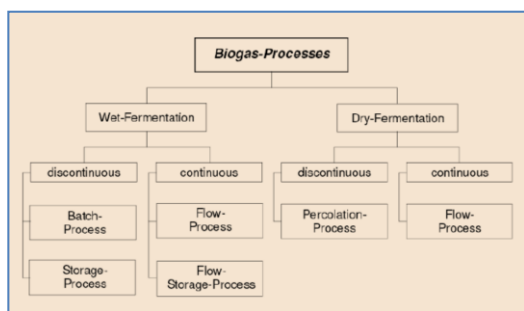 Biogas-Processes
Wet-Fermentation
Dry-Fermentation
discontinuous
continuous
discontinuous
continuous
Batch-
Process
Flow-
Process
Percolation-
Process
Flow-
Process
Storage-
Process
Flow-
Storage-Process